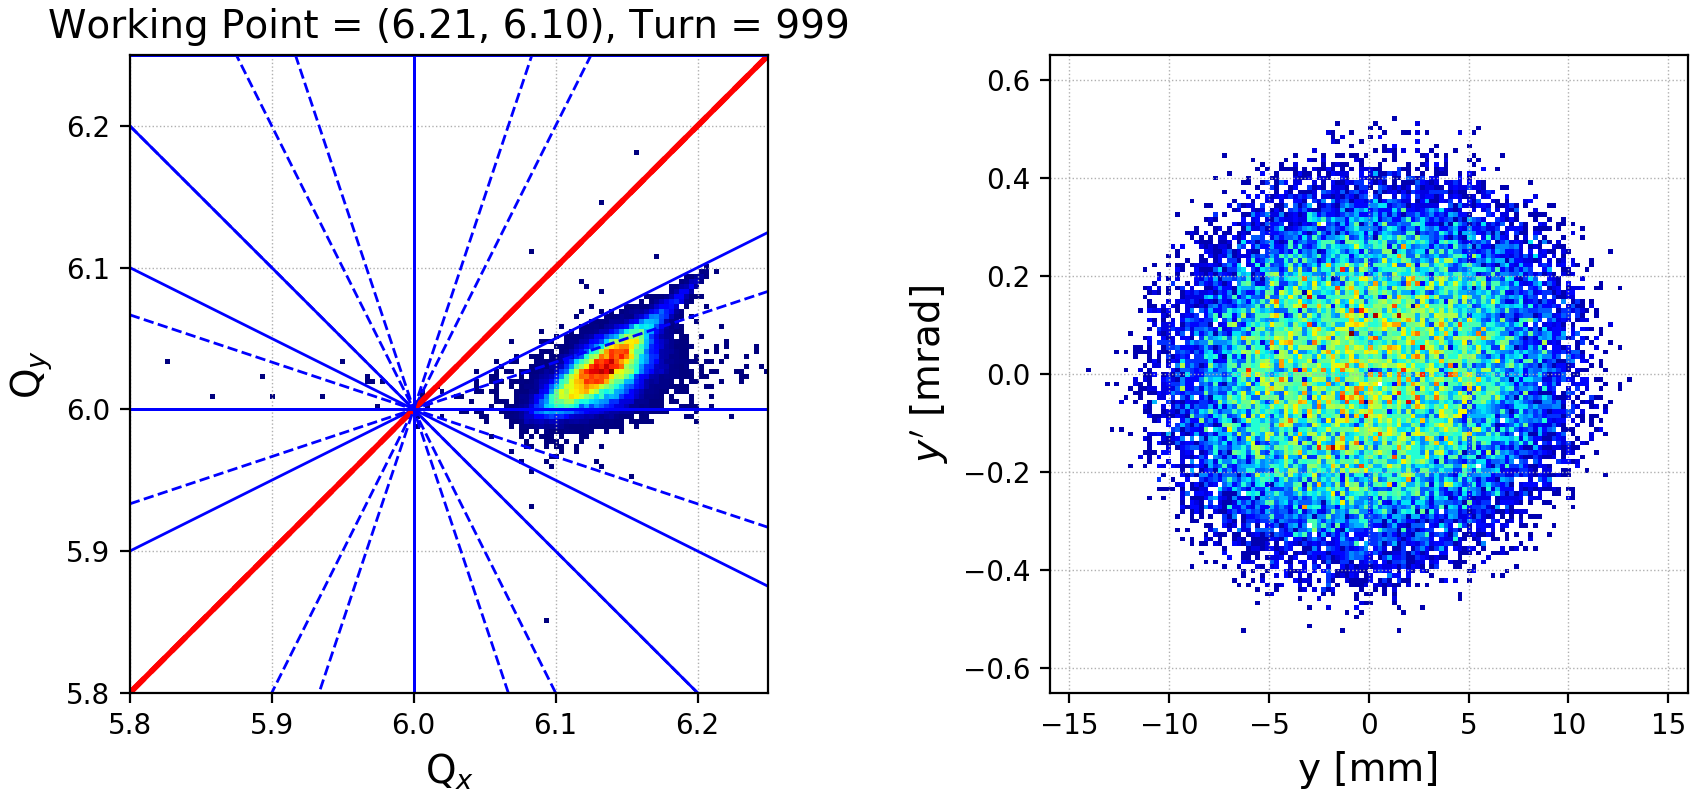 Working Point = (6.21, 6.10), Turn = 999
6.2
6.1
6.0
5.9
5.8
Q_y
5.8 5.9 6.0 6.1 6.2
Q_x
0.6
0.4
0.2
0.0
−0.2
−0.4
−0.6
y′ [mrad]
−15 −10 −5 0 5 10 15
y [mm]